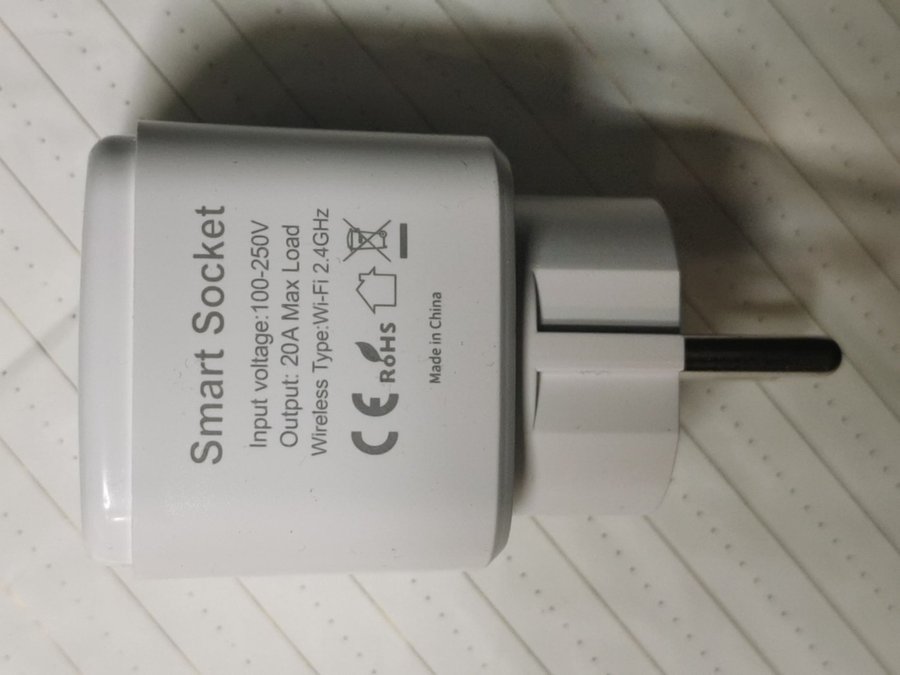 Smart Socket
Input voltage:100-250V
Output: 20A Max Load
Wireless Type:Wi-Fi 2.4GHz
CE RoHS
Made in China